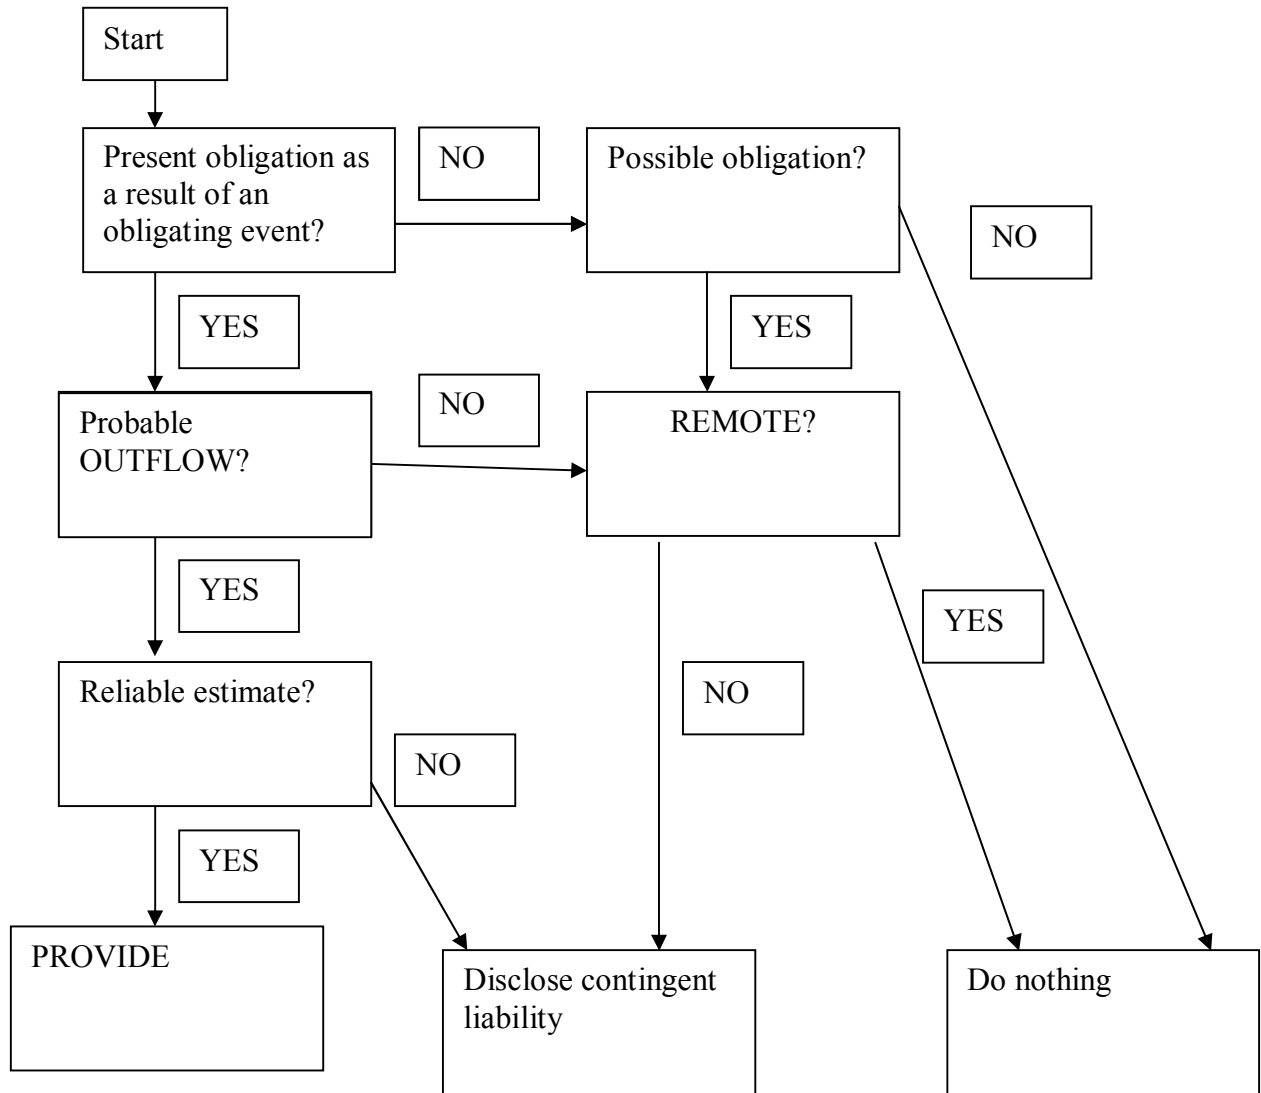 Start
Present obligation as
a result of an
obligating event?
NO
Possible obligation?
NO
YES
YES
Probable
OUTFLOW?
NO
REMOTE?
YES
YES
Reliable estimate?
NO
NO
YES
PROVIDE
Disclose contingent
liability
Do nothing